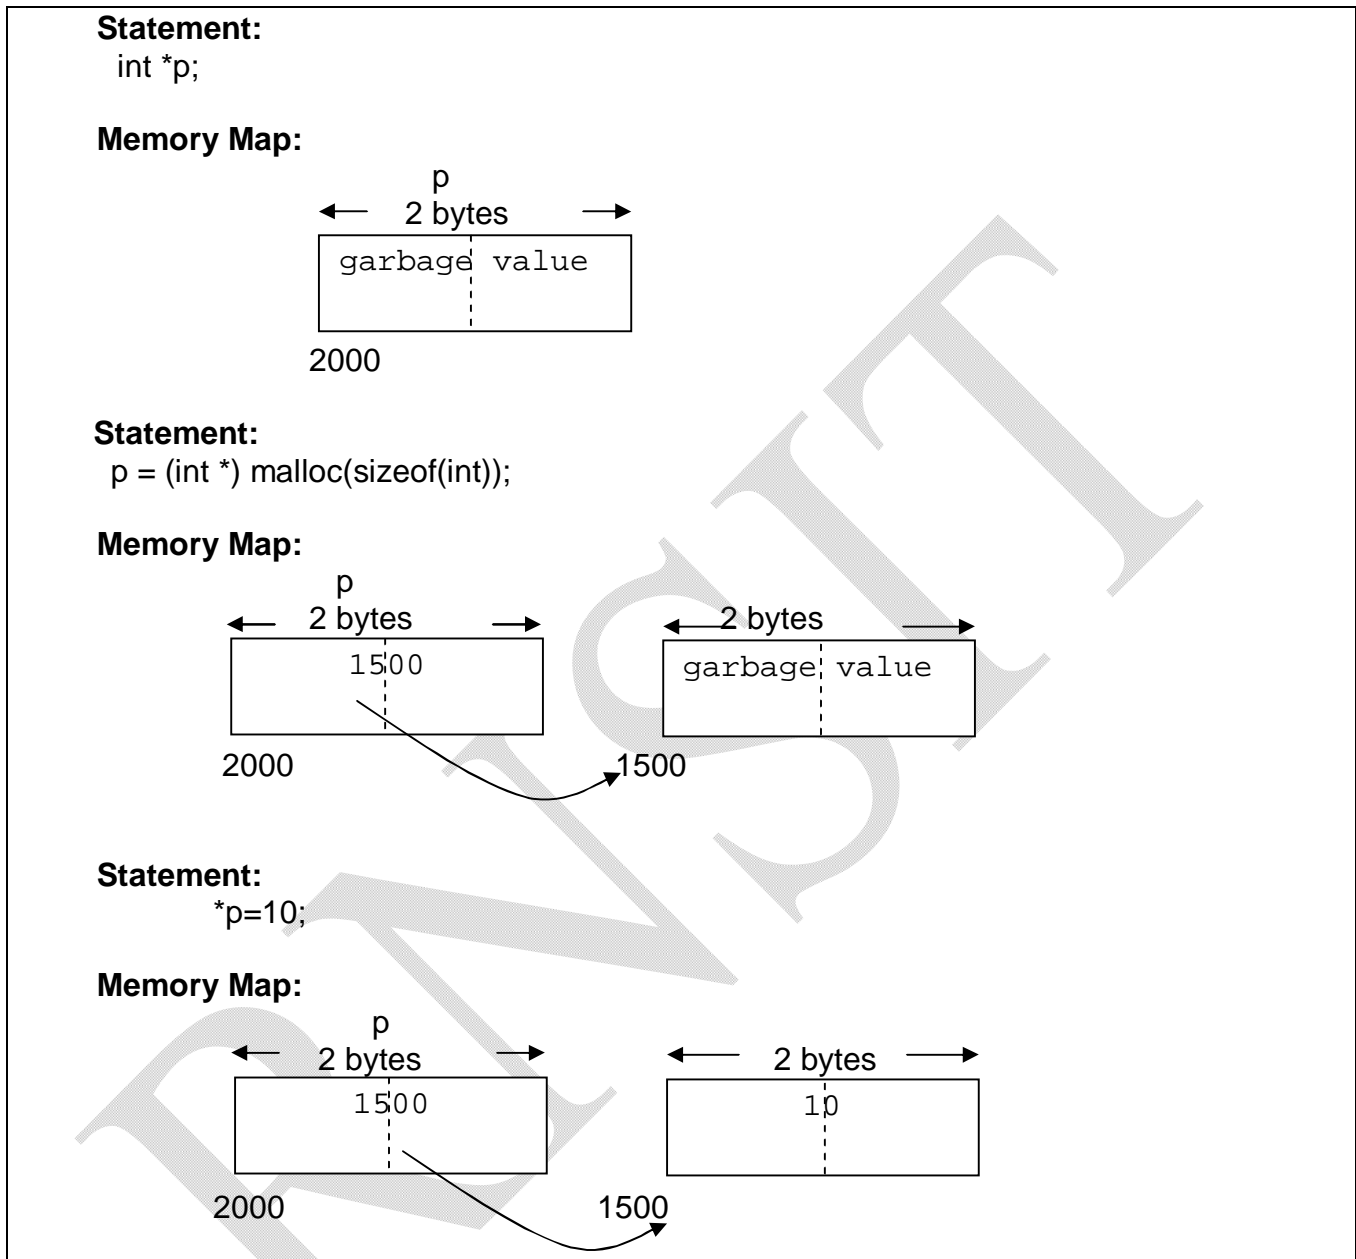 Statement:
int *p;
Memory Map:
p
2 bytes
garbage value
2000
Statement:
p = (int *) malloc(sizeof(int));
Memory Map:
p
2 bytes 2 bytes
1500 garbage value
2000 1500
Statement:
*p=10;
Memory Map:
p
2 bytes 2 bytes
1500 10
2000 1500
RNSIT